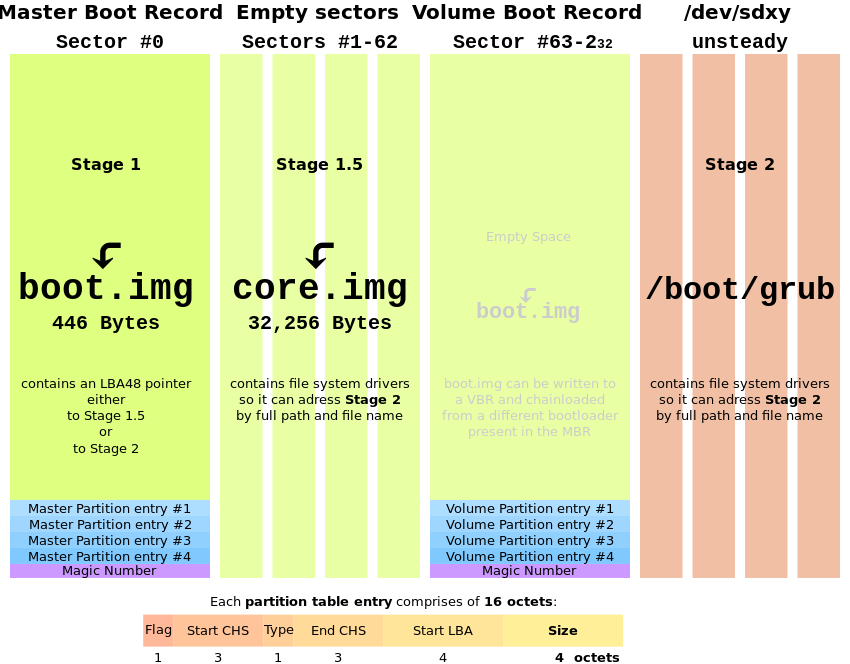 Master Boot Record
Sector #0
Stage 1
boot.img
446 Bytes
contains an LBA48 pointer
either
to Stage 1.5
or
to Stage 2
Master Partition entry #1
Master Partition entry #2
Master Partition entry #3
Master Partition entry #4
Magic Number
Empty sectors
Sectors #1-62
Stage 1.5
core.img
32,256 Bytes
contains file system drivers
so it can adress Stage 2
by full path and file name
Volume Boot Record
Sector #63-2³²
Empty Space
boot.img
boot.img can be written to
a VBR and chainloaded
from a different bootloader
present in the MBR
Volume Partition entry #1
Volume Partition entry #2
Volume Partition entry #3
Volume Partition entry #4
Magic Number
/dev/sdxy
unsteady
Stage 2
/boot/grub
contains file system drivers
so it can adress Stage 2
by full path and file name
Each partition table entry comprises of 16 octets:
Flag Start CHS Type End CHS Start LBA Size
1 3 1 3 4 4 octets